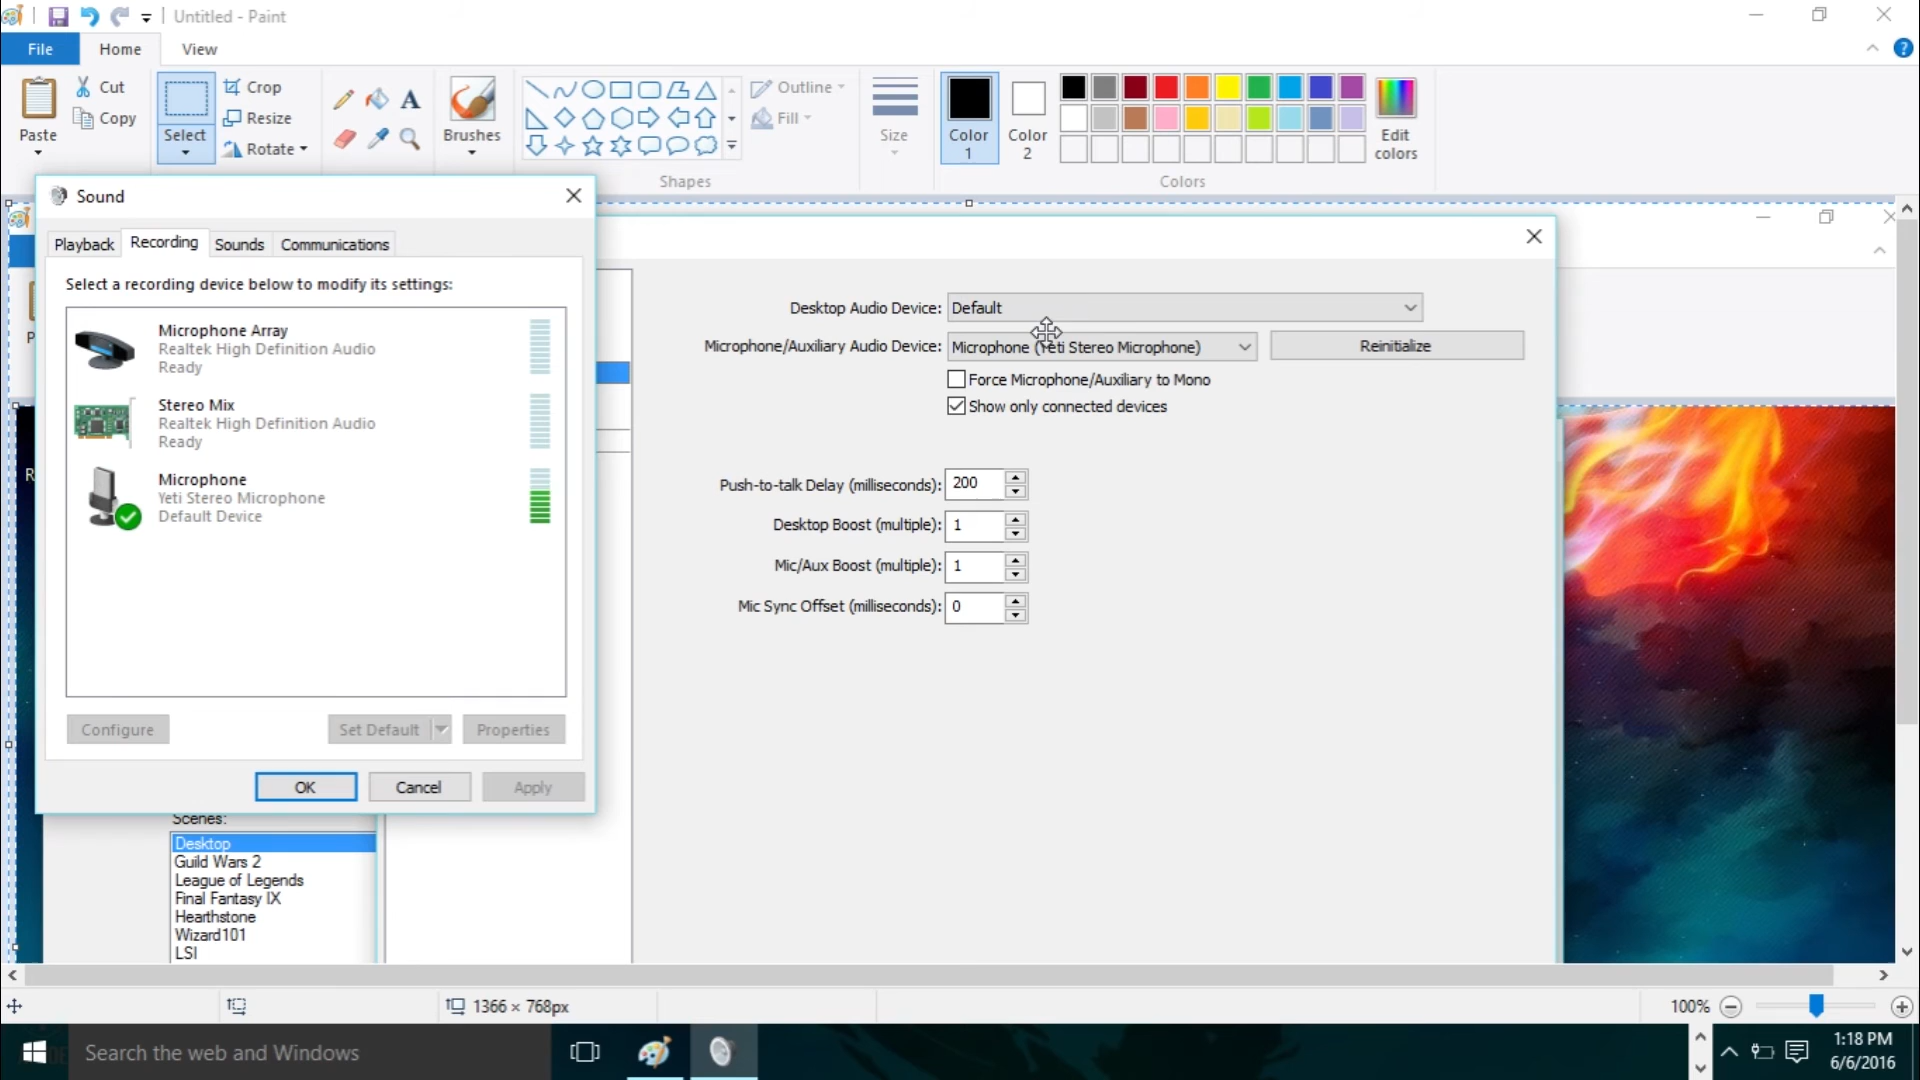 Untitled - Paint
File
Home
View
Paste
Cut
Copy
Select
Crop
Resize
Rotate
A
Brushes
Outline
Fill
Shapes
Size
Color
1
Color
2
Edit
colors
Colors
Sound
Playback
Recording
Sounds
Communications
Select a recording device below to modify its settings:
Microphone Array
Realtek High Definition Audio
Ready
Stereo Mix
Realtek High Definition Audio
Ready
Microphone
Yeti Stereo Microphone
Default Device
Configure
Set Default
Properties
OK
Cancel
Apply
Desktop Audio Device: Default
Microphone/Auxiliary Audio Device: Microphone (Yeti Stereo Microphone)
Reinitialize
Force Microphone/Auxiliary to Mono
Show only connected devices
Push-to-talk Delay (milliseconds): 200
Desktop Boost (multiple): 1
Mic/Aux Boost (multiple): 1
Mic Sync Offset (milliseconds): 0
Scenes:
Desktop
Guild Wars 2
League of Legends
Final Fantasy IX
Hearthstone
Wizard101
LSI
1366 × 768px
100%
Search the web and Windows
1:18 PM
6/6/2016